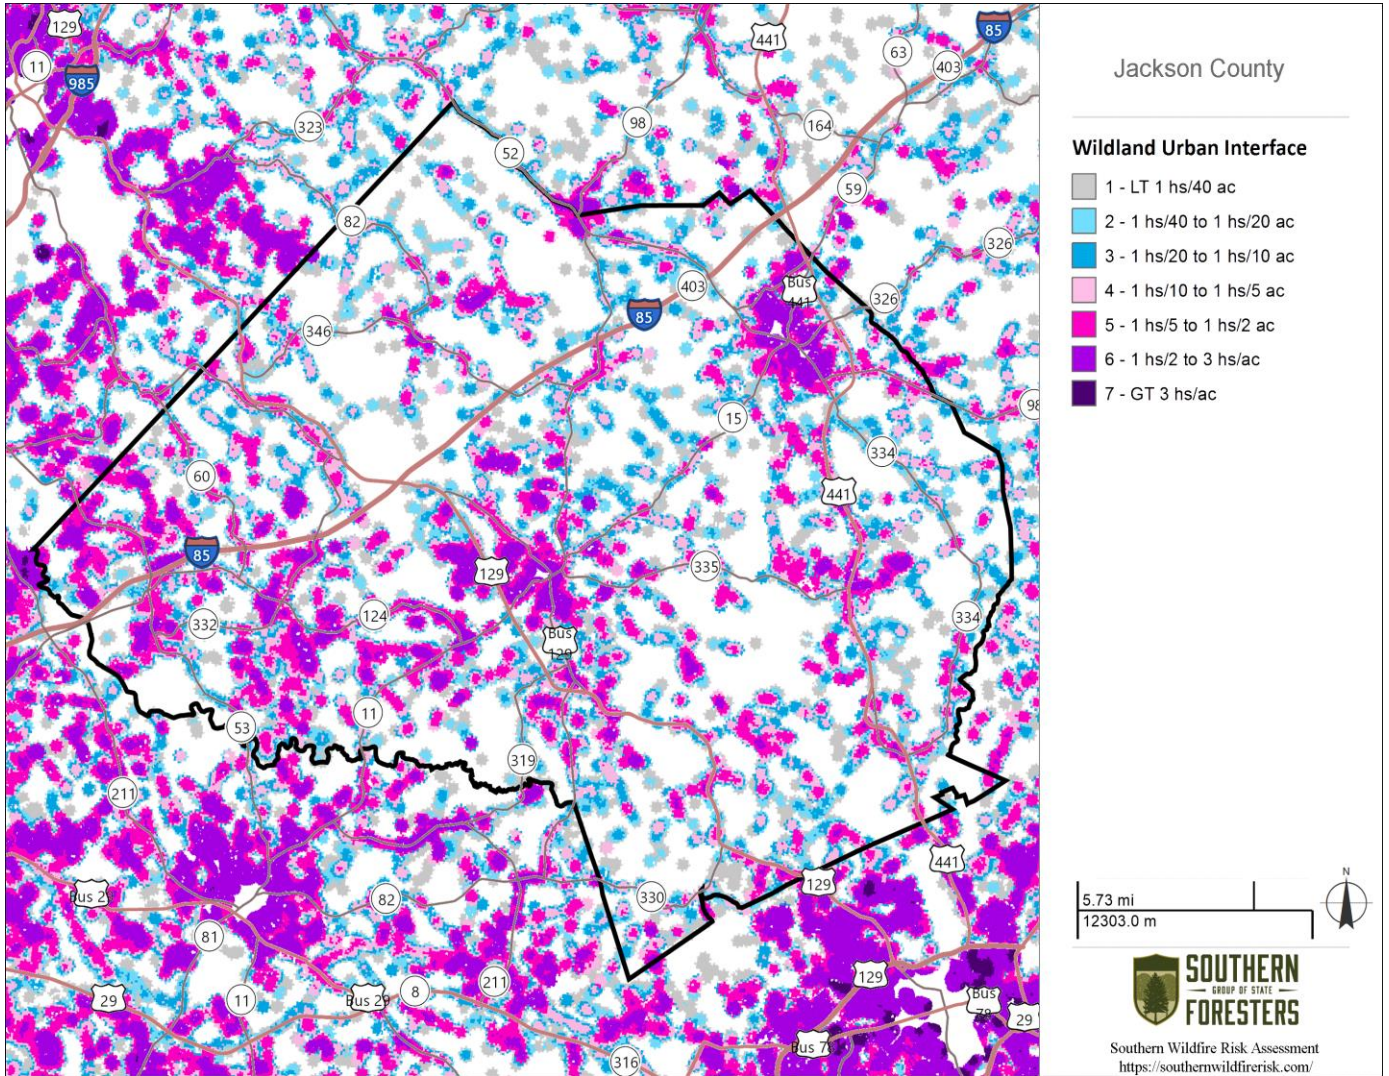 129
11
985
441
63
85
403
98
164
323
52
59
82
326
403
Bus
441
326
85
346
98
15
334
60
441
85
129
335
124
332
334
Bus
129
11
53
319
211
441
129
Bus 2
82
330
81
129
211
8
29
11
Bus 29
Bus
78
29
Bus 7
316
Jackson County
Wildland Urban Interface
1 - LT 1 hs/40 ac
2 - 1 hs/40 to 1 hs/20 ac
3 - 1 hs/20 to 1 hs/10 ac
4 - 1 hs/10 to 1 hs/5 ac
5 - 1 hs/5 to 1 hs/2 ac
6 - 1 hs/2 to 3 hs/ac
7 - GT 3 hs/ac
5.73 mi
12303.0 m
N
SOUTHERN
GROUP OF STATE
FORESTERS
Southern Wildfire Risk Assessment
https://southernwildfirerisk.com/